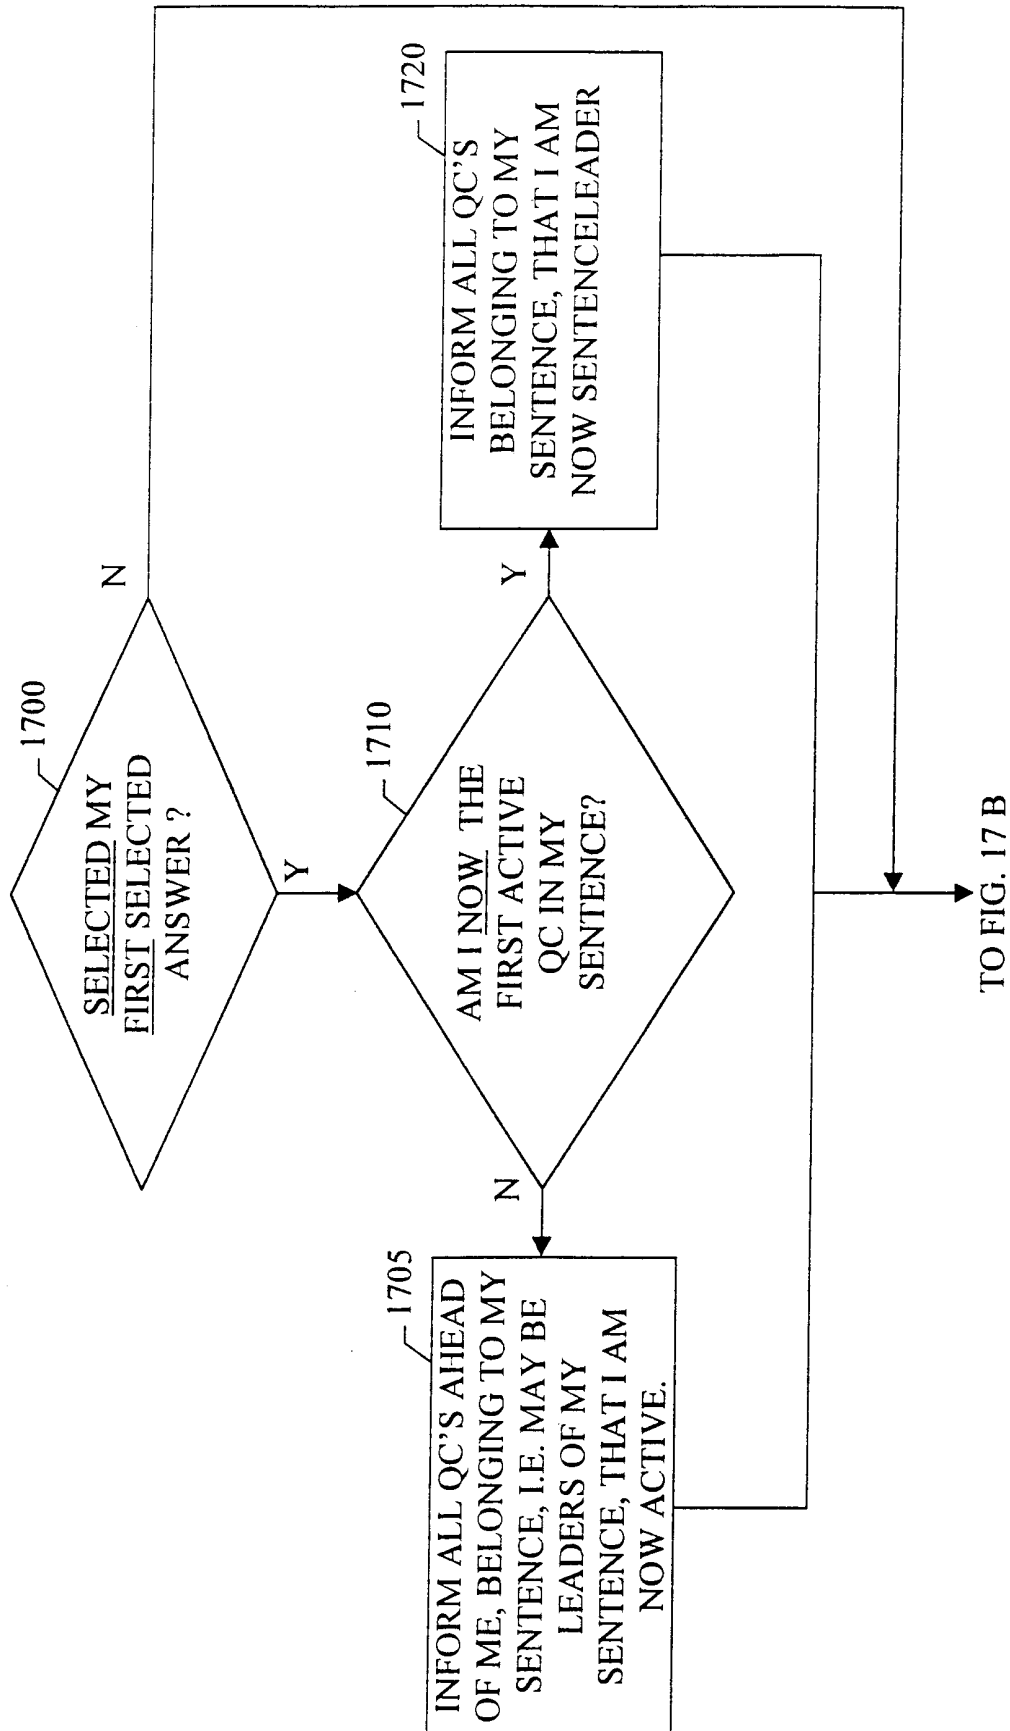 1700
SELECTED MY
FIRST SELECTED
ANSWER ?
N
Y
1710
AM I NOW THE
FIRST ACTIVE
QC IN MY
SENTENCE?
N
Y
1705
INFORM ALL QC'S AHEAD
OF ME, BELONGING TO MY
SENTENCE, I.E. MAY BE
LEADERS OF MY
SENTENCE, THAT I AM
NOW ACTIVE.
1720
INFORM ALL QC'S
BELONGING TO MY
SENTENCE, THAT I AM
NOW SENTENCELEADER
TO FIG. 17 B